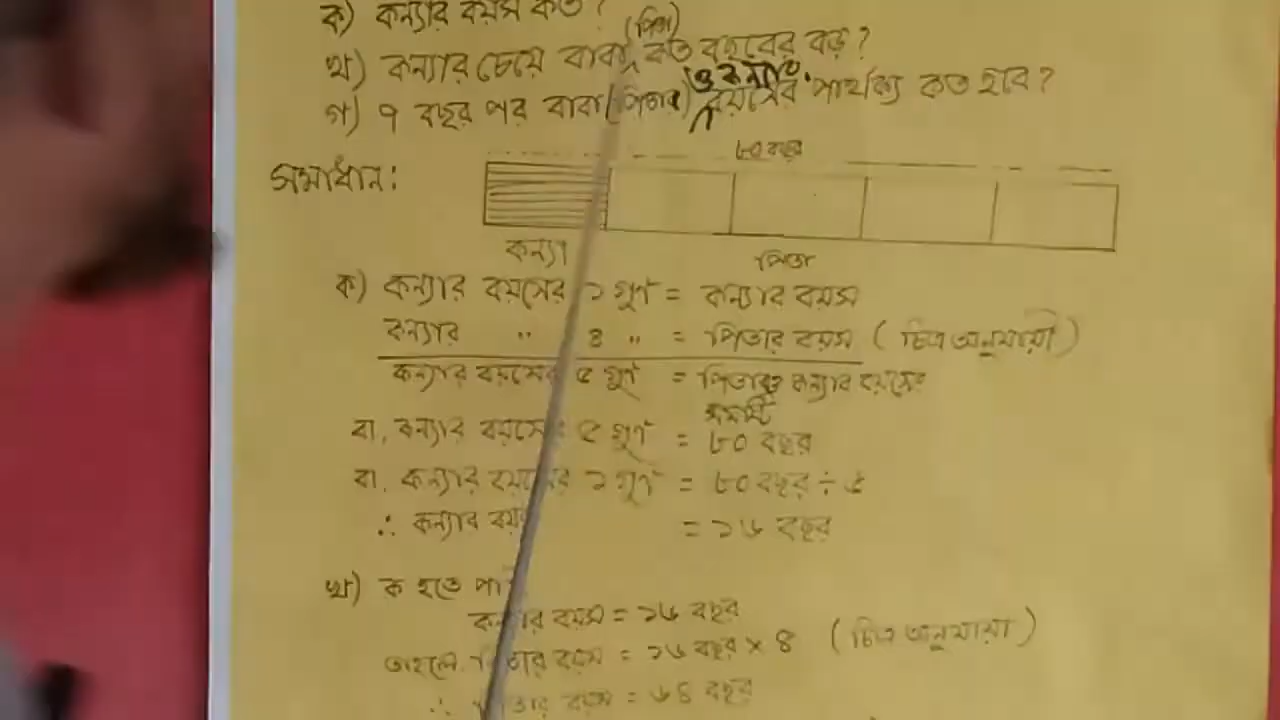 ক) কন্যার বয়স কত ?
খ) কন্যার চেয়ে বাবা (পিতা) কত বছরের বড় ?
গ) ৭ বছর পর বাবা (পিতার) ও কন্যার বয়সের পার্থক্য কত হবে ?
৮০ বছর
সমাধান :
কন্যা পিতা
ক) কন্যার বয়সের ১ গুণ = কন্যার বয়স
কন্যার " ৪ " = পিতার বয়স ( চিত্র অনুযায়ী )
কন্যার বয়সের ৫ গুণ = পিতার ও কন্যার বয়সের সমষ্টি
বা, কন্যার বয়সের ৫ গুণ = ৮০ বছর
বা, কন্যার বয়সের ১ গুণ = ৮০ বছর ÷ ৫
∴ কন্যার বয়স = ১৬ বছর
খ) ক হতে পাই
কন্যার বয়স = ১৬ বছর
তাহলে, পিতার বয়স = ১৬ বছর × ৪ ( চিত্র অনুযায়ী )
∴ পিতার বয়স = ৬৪ বছর